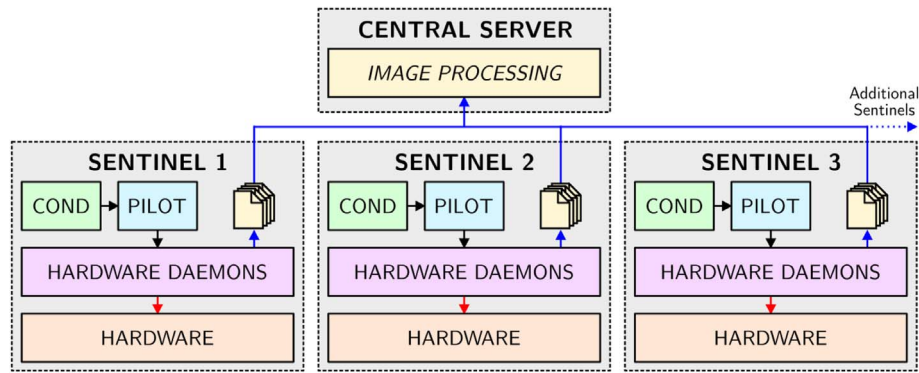 CENTRAL SERVER
IMAGE PROCESSING
Additional
Sentinels
SENTINEL 1
COND
PILOT
HARDWARE DAEMONS
HARDWARE
SENTINEL 2
COND
PILOT
HARDWARE DAEMONS
HARDWARE
SENTINEL 3
COND
PILOT
HARDWARE DAEMONS
HARDWARE